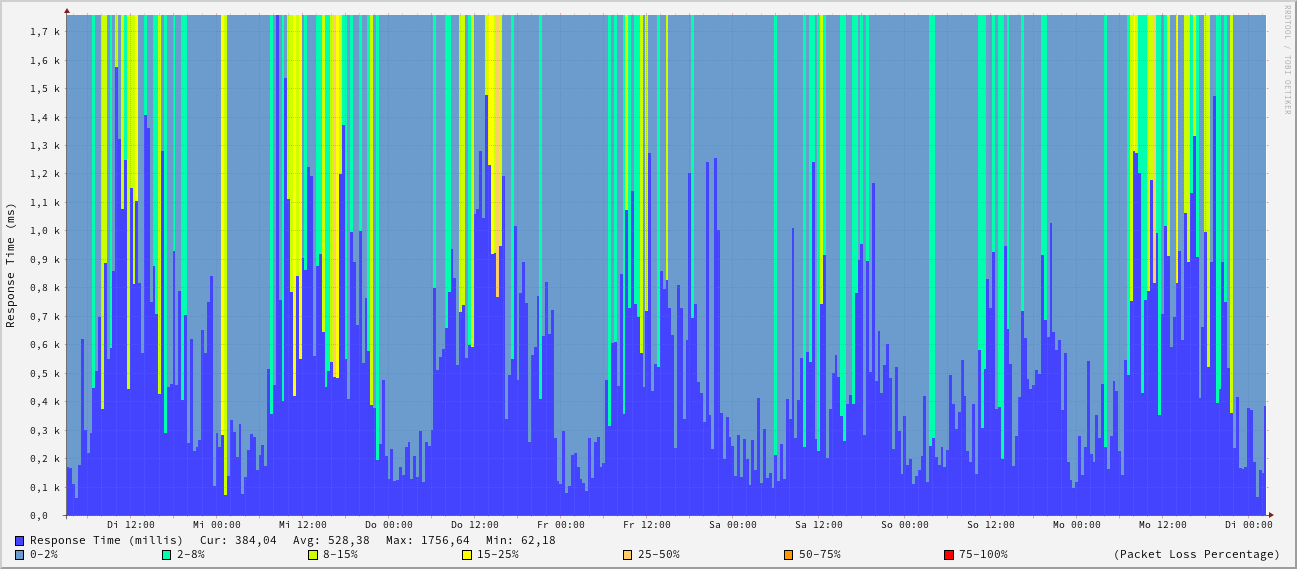 RRDTOOL / TOBI OETIKER
Response Time (ms)
1,7 k
1,6 k
1,5 k
1,4 k
1,3 k
1,2 k
1,1 k
1,0 k
0,9 k
0,8 k
0,7 k
0,6 k
0,5 k
0,4 k
0,3 k
0,2 k
0,1 k
0,0
Di 12:00 Mi 00:00 Mi 12:00 Do 00:00 Do 12:00 Fr 00:00 Fr 12:00 Sa 00:00 Sa 12:00 So 00:00 So 12:00 Mo 00:00 Mo 12:00 Di 00:00
Response Time (millis) Cur: 384,04 Avg: 528,38 Max: 1756,64 Min: 62,18
0-2% 2-8% 8-15% 15-25% 25-50% 50-75% 75-100% (Packet Loss Percentage)